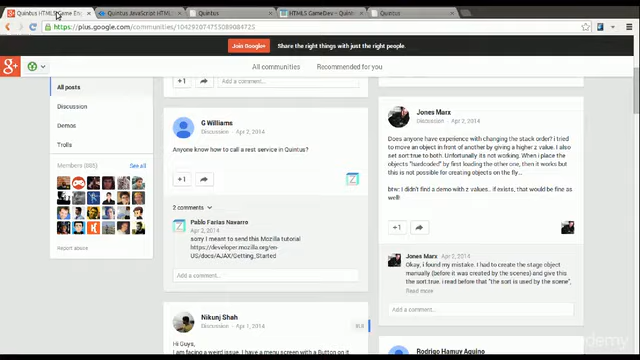 Quintus HTML5 Game En
Quintus JavaScript HTML
Quintus
HTML5 GameDev - Quintus
Quintus
https://plus.google.com/communities/104292074755089084725
Join Google+
Share the right things with just the right people.
All communities
Recommended for you
All posts
Discussion
Demos
Trolls
Members
See all
Report abuse
+1
Add a comment...
G Williams
Discussion - Apr 2, 2014
Anyone know how to call a rest service in Quintus?
+1
2 comments
Pablo Farias Navarro
Apr 2, 2014
sorry I meant to send this Mozilla tutorial
https://developer.mozilla.org/en-
US/docs/AJAX/Getting_Started
Add a comment...
Nikunj Shah
Discussion - Apr 1, 2014
Hi Guys,
I am facing a weird issue. I have a menu screen with a Button on it
Jones Marx
Discussion - Apr 2, 2014
Does anyone have experience with changing the stack order? I tried
to move an object in front of another by giving a higher z value. I also
set sort:true to both. Unfortunatly its not working. When i place the
objects "hardcoded" by first loading the other one, then it works but
this is not possible for creating objects on the fly...
btw: I didn't find a demo with z values.. if exists, that would be fine as
well!
+1
Jones Marx
Apr 3, 2014
Okay, i found my mistake. I had to create the stage object
manually (before it was created by the scenes) and give this
the sort true. i read before that "the sort is used by the scene",
Read more
Add a comment...
Rodrigo Hamuy Aguino
udemy